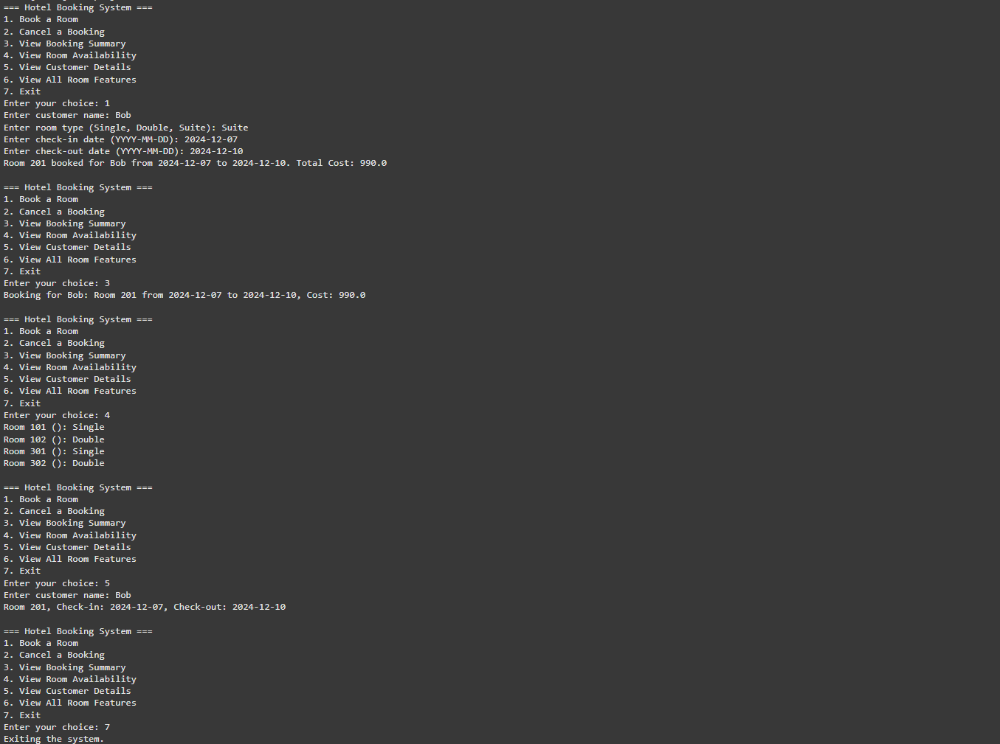 === Hotel Booking System ===
1. Book a Room
2. Cancel a Booking
3. View Booking Summary
4. View Room Availability
5. View Customer Details
6. View All Room Features
7. Exit
Enter your choice: 1
Enter customer name: Bob
Enter room type (Single, Double, Suite): Suite
Enter check-in date (YYYY-MM-DD): 2024-12-07
Enter check-out date (YYYY-MM-DD): 2024-12-10
Room 201 booked for Bob from 2024-12-07 to 2024-12-10. Total Cost: 990.0
=== Hotel Booking System ===
1. Book a Room
2. Cancel a Booking
3. View Booking Summary
4. View Room Availability
5. View Customer Details
6. View All Room Features
7. Exit
Enter your choice: 3
Booking for Bob: Room 201 from 2024-12-07 to 2024-12-10, Cost: 990.0
=== Hotel Booking System ===
1. Book a Room
2. Cancel a Booking
3. View Booking Summary
4. View Room Availability
5. View Customer Details
6. View All Room Features
7. Exit
Enter your choice: 4
Room 101 (): Single
Room 102 (): Double
Room 301 (): Single
Room 302 (): Double
=== Hotel Booking System ===
1. Book a Room
2. Cancel a Booking
3. View Booking Summary
4. View Room Availability
5. View Customer Details
6. View All Room Features
7. Exit
Enter your choice: 5
Enter customer name: Bob
Room 201, Check-in: 2024-12-07, Check-out: 2024-12-10
=== Hotel Booking System ===
1. Book a Room
2. Cancel a Booking
3. View Booking Summary
4. View Room Availability
5. View Customer Details
6. View All Room Features
7. Exit
Enter your choice: 7
Exiting the system.